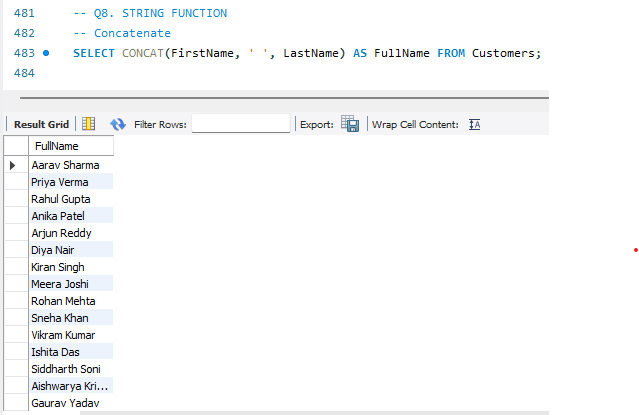 481 -- Q8. STRING FUNCTION
482 -- Concatenate
483 SELECT CONCAT(FirstName, ' ', LastName) AS FullName FROM Customers;
484
Result Grid Filter Rows: Export: Wrap Cell Content: IA
FullName
Aarav Sharma
Priya Verma
Rahul Gupta
Anika Patel
Arjun Reddy
Diya Nair
Kiran Singh
Meera Joshi
Rohan Mehta
Sneha Khan
Vikram Kumar
Ishita Das
Siddharth Soni
Aishwarya Kri...
Gaurav Yadav